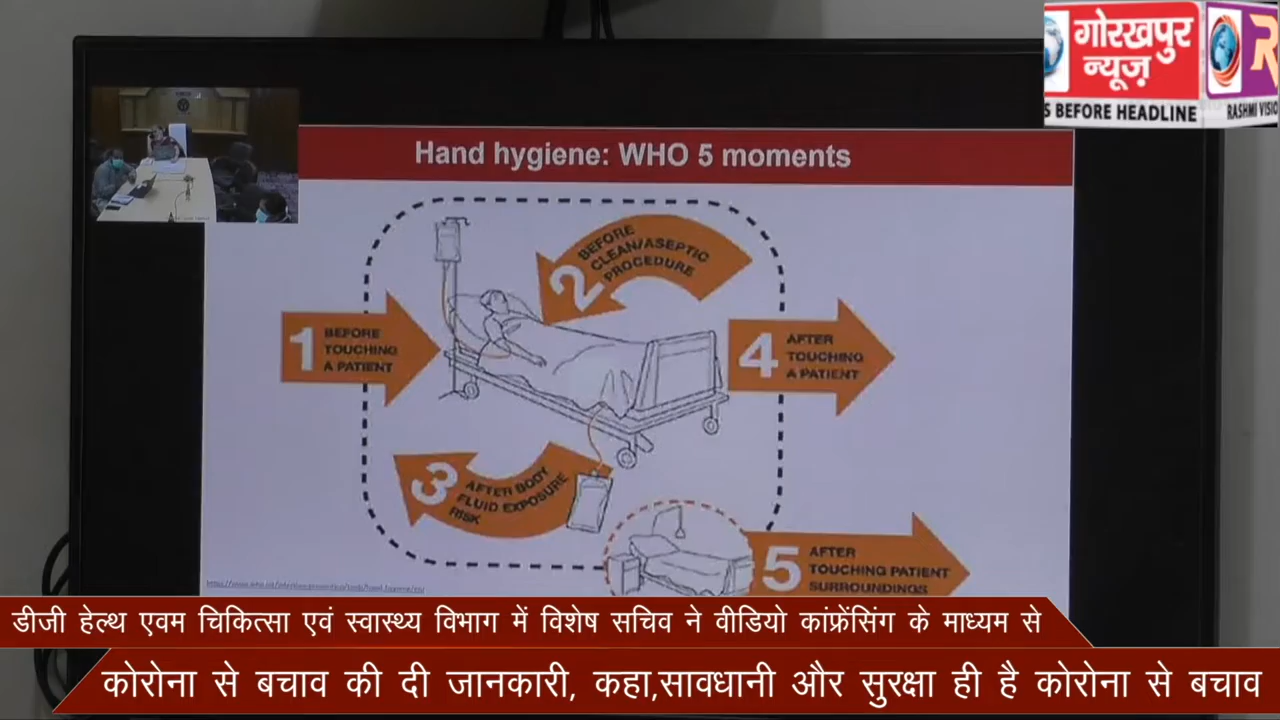 गोरखपुर
न्यूज़
S BEFORE HEADLINE
R
RASHMI VISIO
Hand hygiene: WHO 5 moments
1 BEFORE
TOUCHING
A PATIENT
2 BEFORE
CLEAN/ASEPTIC
PROCEDURE
3 AFTER BODY
FLUID EXPOSURE
RISK
4 AFTER
TOUCHING
A PATIENT
5 AFTER
TOUCHING PATIENT
SURROUNDINGS
डीजी हेल्थ एवम चिकित्सा एवं स्वास्थ्य विभाग में विशेष सचिव ने वीडियो कांफ्रेंसिंग के माध्यम से
कोरोना से बचाव की दी जानकारी, कहा,सावधानी और सुरक्षा ही है कोरोना से बचाव